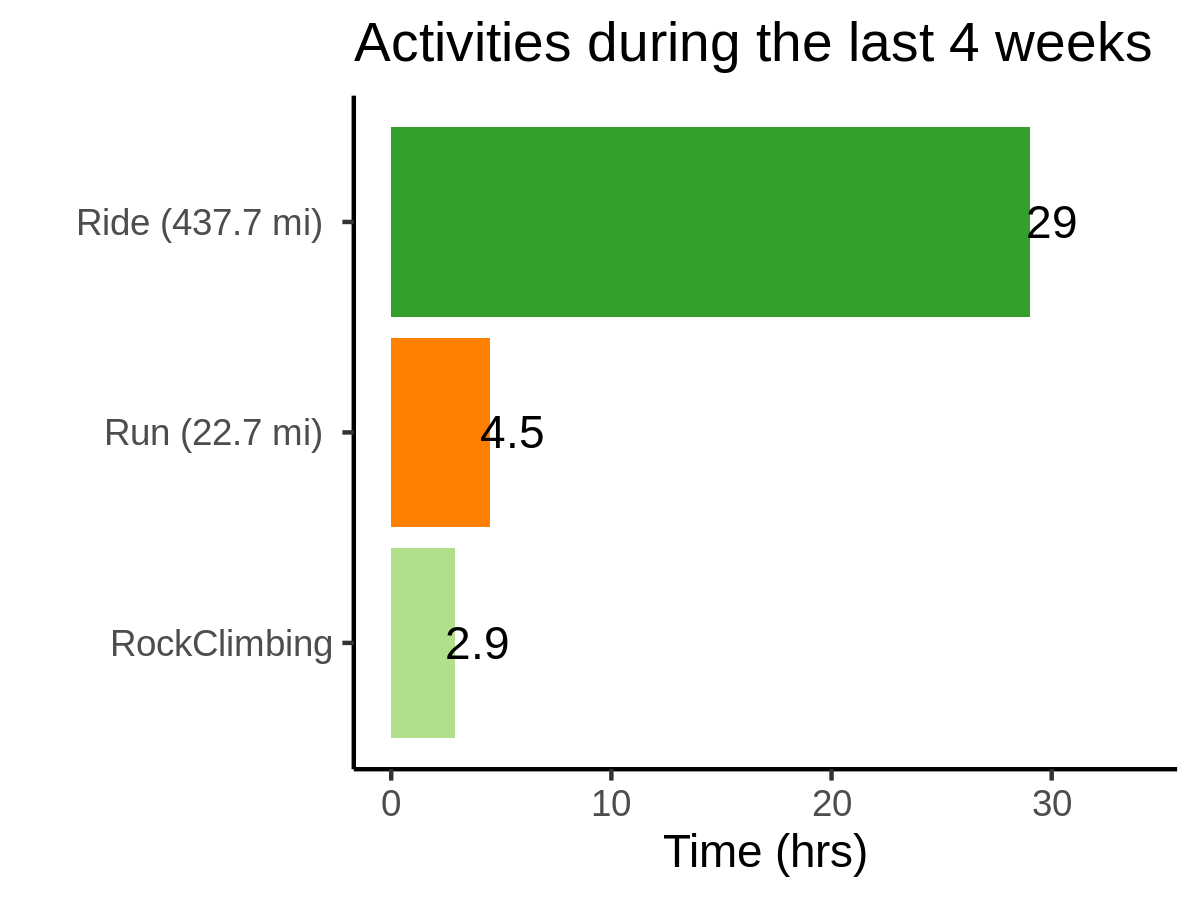 Activities during the last 4 weeks
Ride (437.7 mi)
29
Run (22.7 mi)
4.5
RockClimbing
2.9
0 10 20 30
Time (hrs)